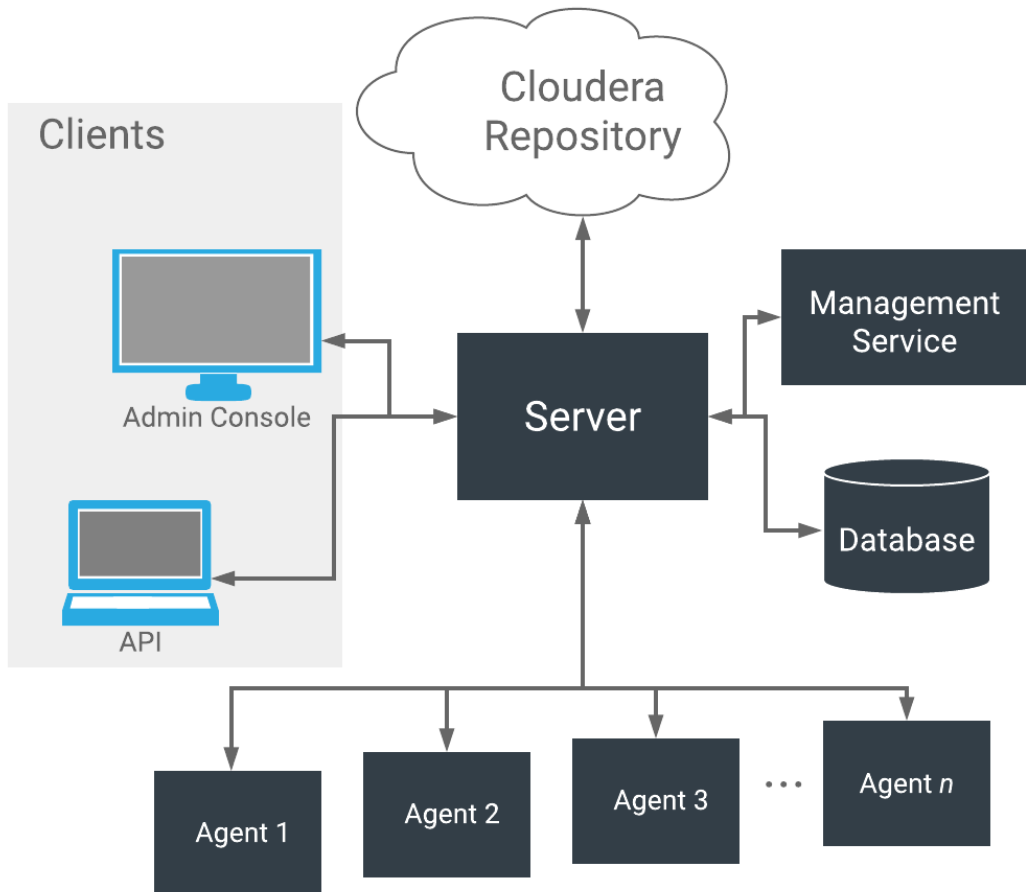 Cloudera
Repository
Clients
Admin Console
API
Server
Management
Service
Database
Agent 1
Agent 2
Agent 3
...
Agent n